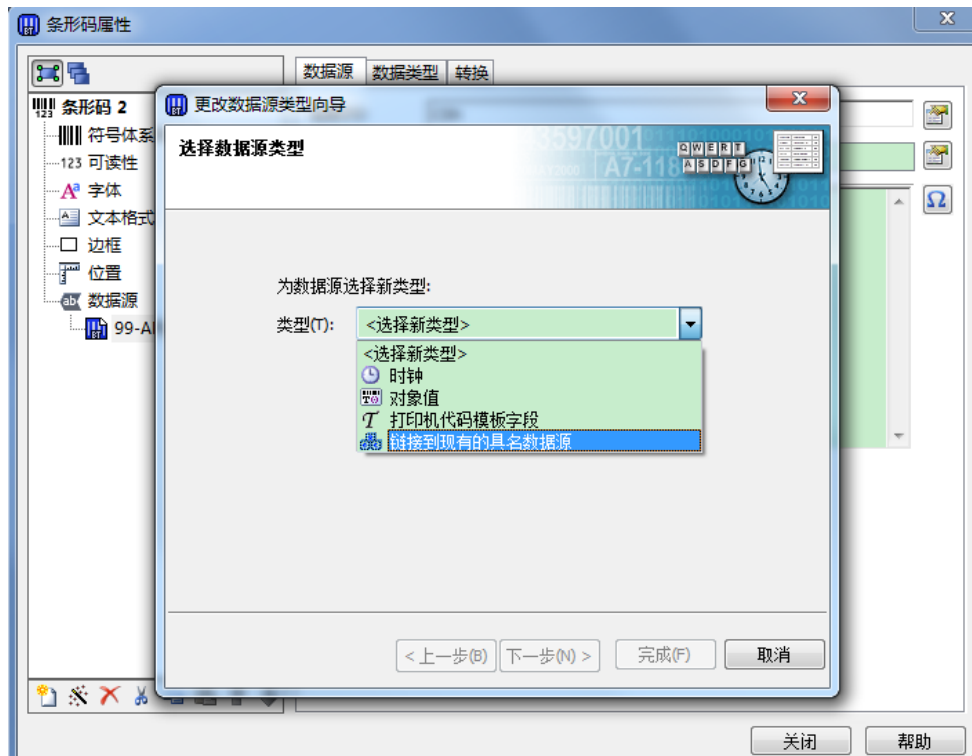 条形码属性
数据源 数据类型 转换
条形码 2
符号体系
123 可读性
字体
文本格式
边框
位置
数据源
99-A
更改数据源类型向导
选择数据源类型
3597001
A7-118
QWERT
ASDFG
为数据源选择新类型:
类型(T): <选择新类型>
<选择新类型>
时钟
对象值
打印机代码模板字段
链接到现有的具名数据源
<上一步(B) 下一步(N) > 完成(F) 取消
关闭 帮助